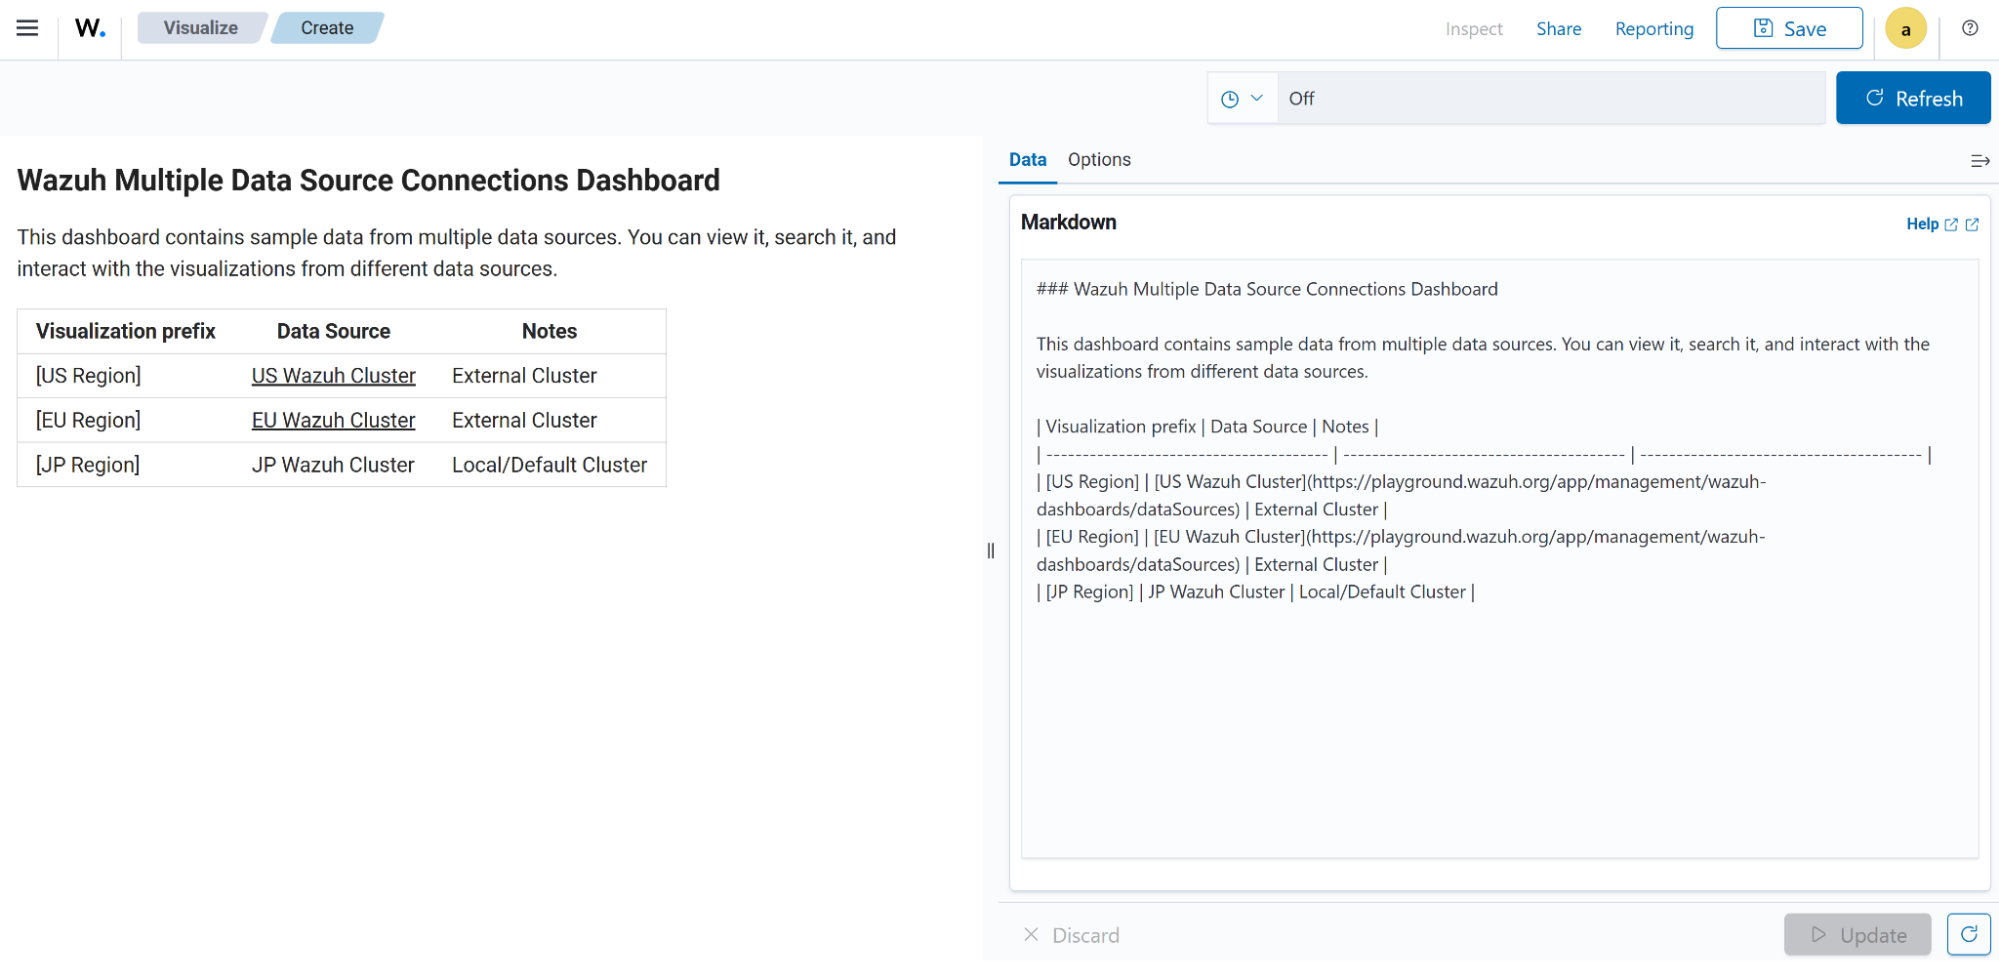 W.
Visualize
Create
Inspect
Share
Reporting
Save
a
Off
Refresh
Wazuh Multiple Data Source Connections Dashboard
This dashboard contains sample data from multiple data sources. You can view it, search it, and
interact with the visualizations from different data sources.
Visualization prefix Data Source Notes
[US Region] US Wazuh Cluster External Cluster
[EU Region] EU Wazuh Cluster External Cluster
[JP Region] JP Wazuh Cluster Local/Default Cluster
Data Options
Markdown
Help
### Wazuh Multiple Data Source Connections Dashboard
This dashboard contains sample data from multiple data sources. You can view it, search it, and interact with the
visualizations from different data sources.
| Visualization prefix | Data Source | Notes |
| --------------------------------------- | --------------------------------------- | --------------------------------------- |
| [US Region] | [US Wazuh Cluster](https://playground.wazuh.org/app/management/wazuh-
dashboards/dataSources) | External Cluster |
| [EU Region] | [EU Wazuh Cluster](https://playground.wazuh.org/app/management/wazuh-
dashboards/dataSources) | External Cluster |
| [JP Region] | JP Wazuh Cluster | Local/Default Cluster |
Discard
Update